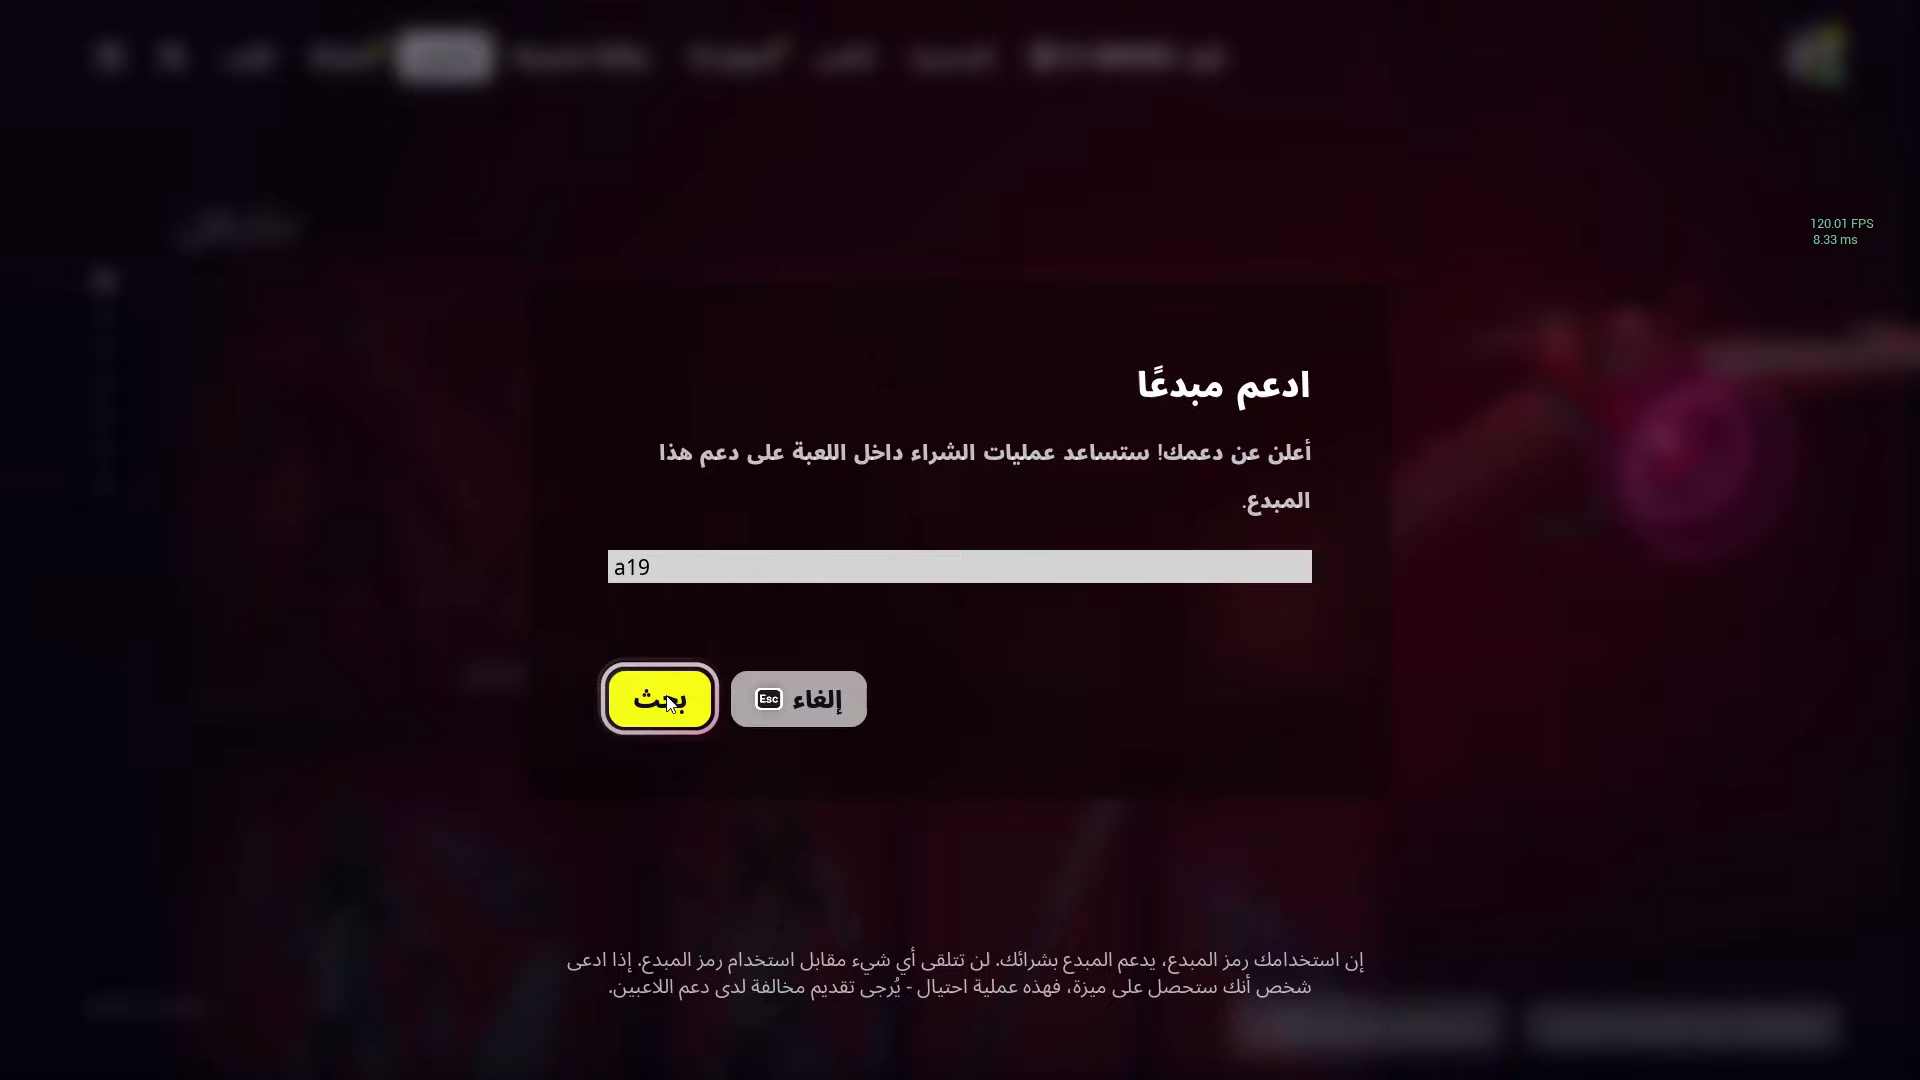 120.01 FPS
8.33 ms
ادعم مبدعًا
أعلن عن دعمك! ستساعد عمليات الشراء داخل اللعبة على دعم هذا
المبدع.
a19
إلغاء Esc
بحث
إن استخدامك رمز المبدع، يدعم المبدع بشرائك. لن تتلقى أي شيء مقابل استخدام رمز المبدع. إذا ادعى
شخص أنك ستحصل على ميزة، فهذه عملية احتيال - يُرجى تقديم مخالفة لدى دعم اللاعبين.